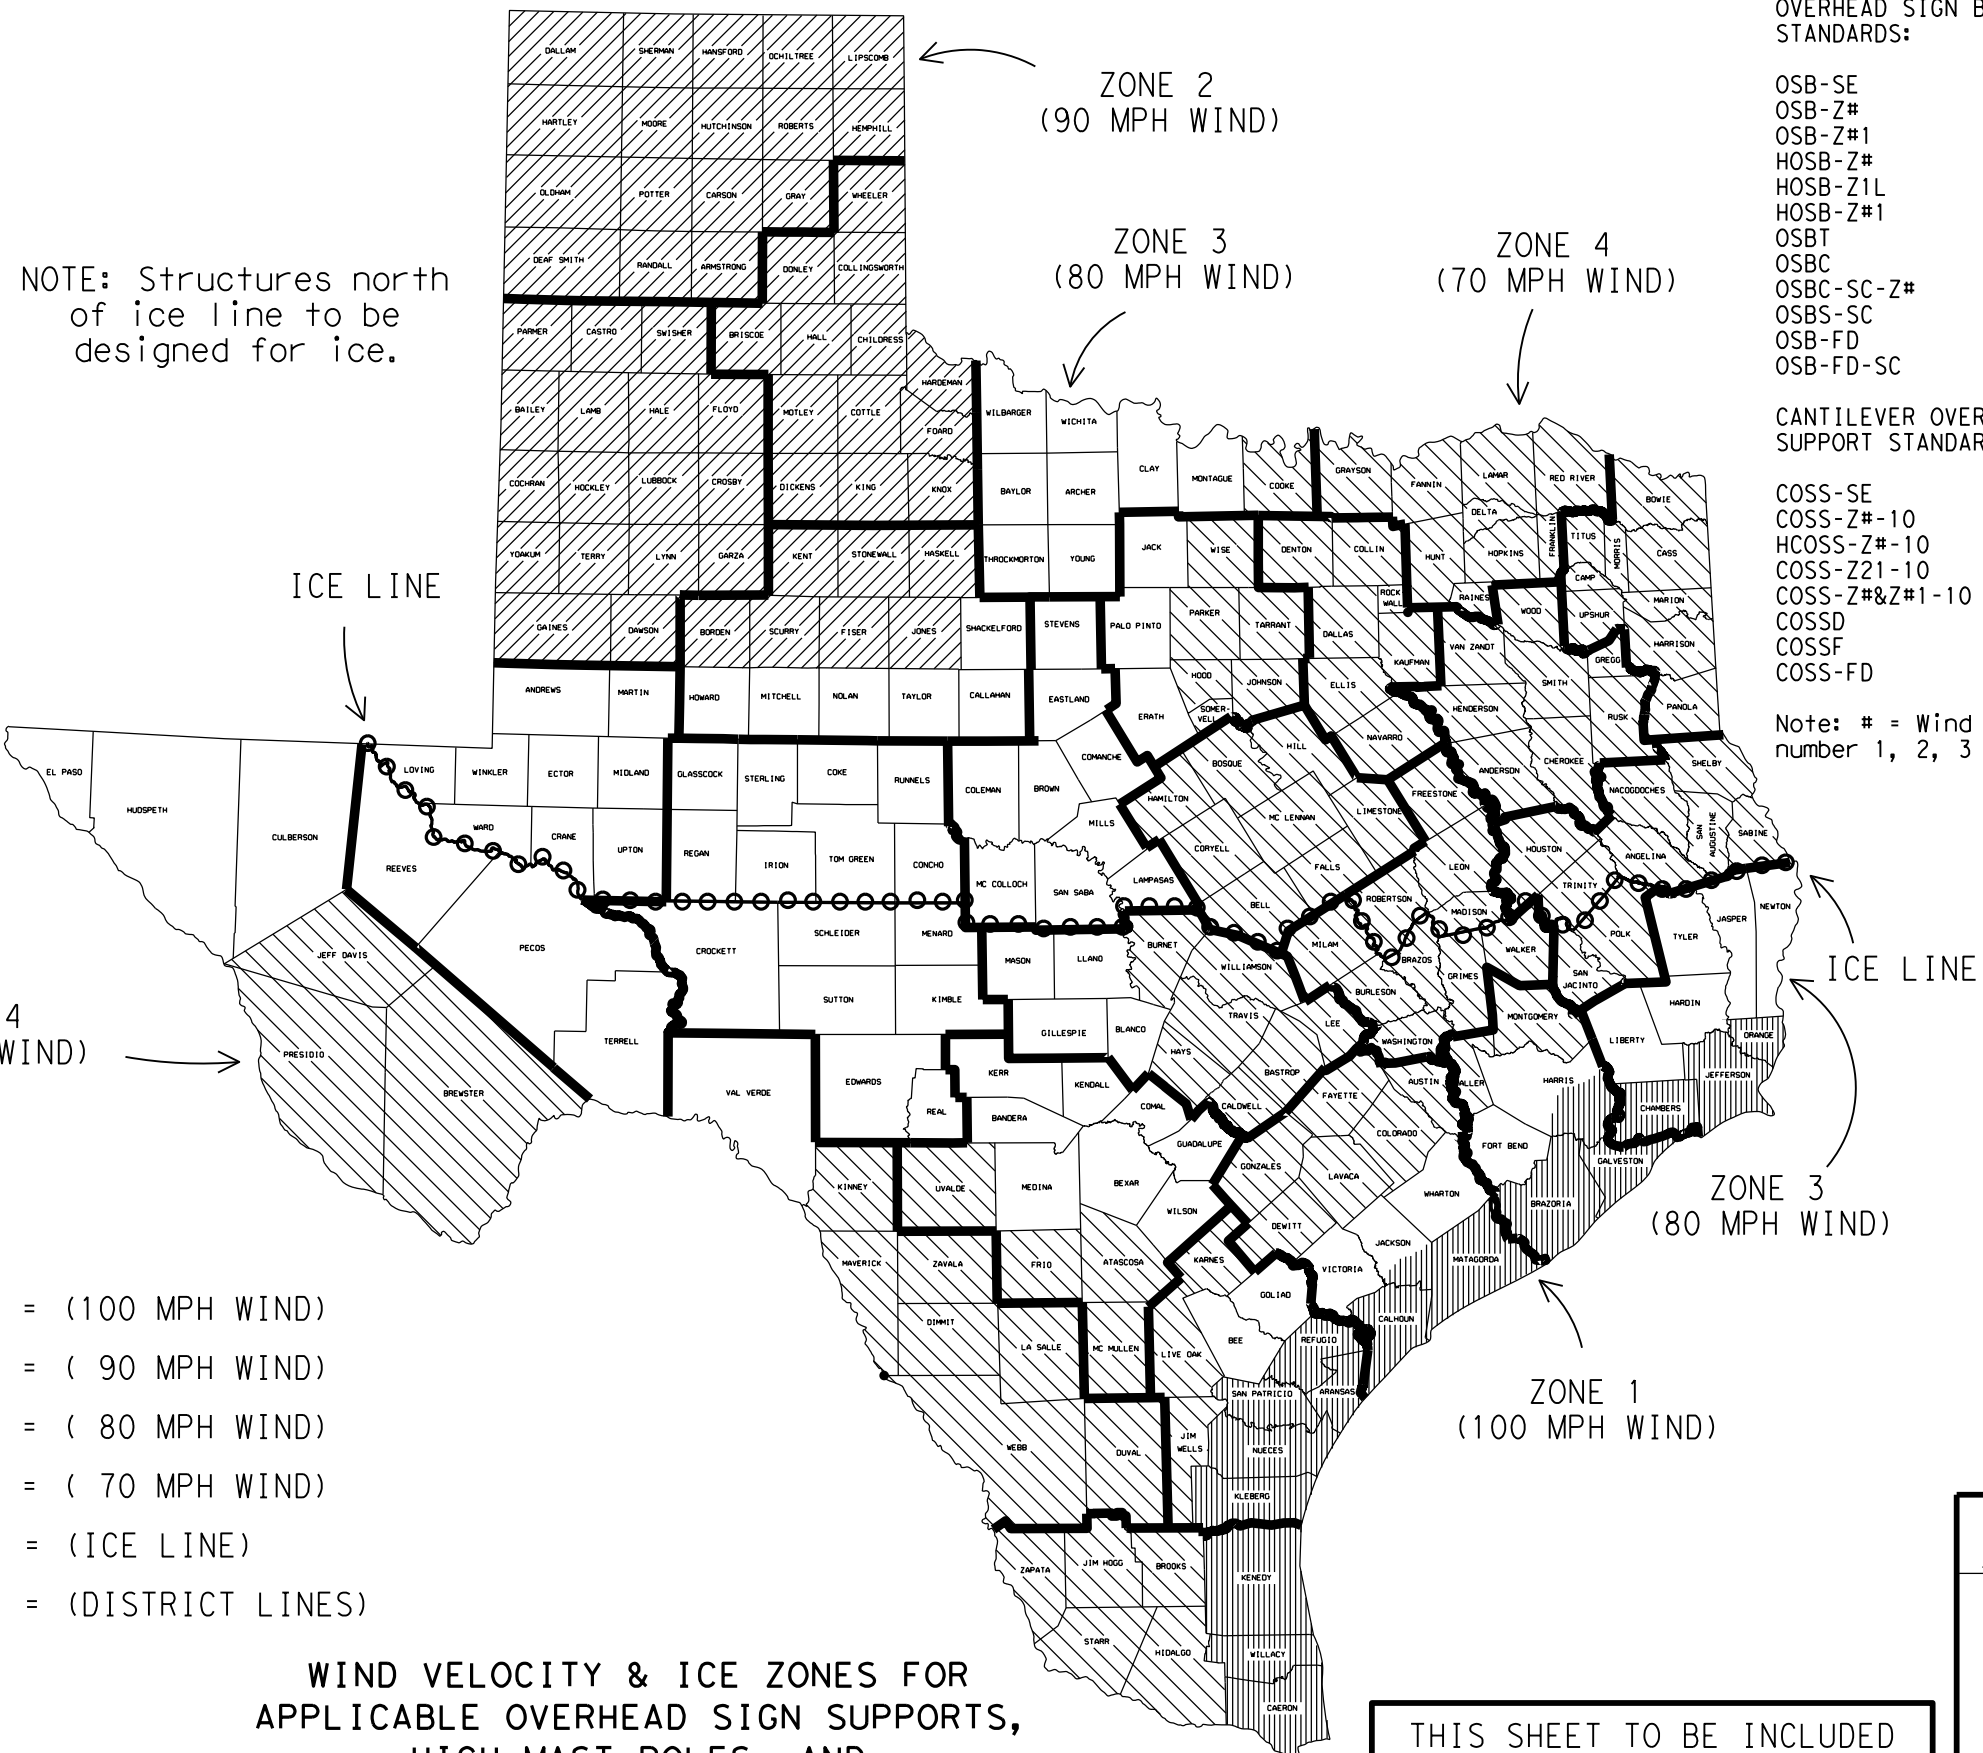 OVERHEAD SIGN B
STANDARDS:
OSB-SE
OSB-Z#
OSB-Z#1
HOSB-Z#
HOSB-Z1L
HOSB-Z#1
OSBT
OSBC
OSBC-SC-Z#
OSBS-SC
OSB-FD
OSB-FD-SC
CANTILEVER OVER
SUPPORT STANDAR
COSS-SE
COSS-Z#-10
HCOSS-Z#-10
COSS-Z21-10
COSS-Z#&Z#1-10
COSSD
COSSF
COSS-FD
Note: # = Wind
number 1, 2, 3
ZONE 2
(90 MPH WIND)
ZONE 3
(80 MPH WIND)
ZONE 4
(70 MPH WIND)
NOTE: Structures north
of ice line to be
designed for ice.
ICE LINE
DALLAM SHERMAN HANSFORD OCHILTREE LIPSCOMB
HARTLEY MOORE HUTCHINSON ROBERTS HEMPHILL
OLDHAM POTTER CARSON GRAY WHEELER
DEAF SMITH RANDALL ARMSTRONG DONLEY COLLINGSWORTH
PARMER CASTRO SWISHER BRISCOE HALL CHILDRESS
HARDEMAN
BAILEY LAMB HALE FLOYD MOTLEY COTTLE FOARD WILBARGER WICHITA
COCHRAN HOCKLEY LUBBOCK CROSBY DICKENS KING KNOX BAYLOR ARCHER CLAY MONTAGUE COOKE GRAYSON FANNIN LAMAR RED RIVER BOWIE
DELTA
YOAKUM TERRY LYNN GARZA KENT STONEWALL HASKELL THROCKMORTON YOUNG JACK WISE DENTON COLLIN HUNT HOPKINS FRANKLIN TITUS MORRIS CASS
CAMP
GAINES DAWSON BORDEN SCURRY FISER JONES SHACKELFORD STEVENS PALO PINTO PARKER TARRANT DALLAS ROCK
WALL
RAINES WOOD UPSHUR MARION
KAUFMAN VAN ZANDT GREGG HARRISON
ANDREWS MARTIN HOWARD MITCHELL NOLAN TAYLOR CALLAHAN EASTLAND ERATH HOOD SOMER-
VELL
JOHNSON ELLIS HENDERSON SMITH RUSK PANOLA
EL PASO HUDSPETH CULBERSON LOVING WINKLER ECTOR MIDLAND GLASSCOCK STERLING COKE RUNNELS COLEMAN BROWN COMANCHE BOSQUE HILL NAVARRO ANDERSON CHEROKEE SHELBY
REEVES WARD CRANE UPTON REGAN IRION TOM GREEN CONCHO MC COLLOCH SAN SABA MILLS HAMILTON MC LENNAN LIMESTONE FREESTONE NACOGDOCHES
LAMPASAS CORYELL FALLS LEON HOUSTON ANGELINA SAN
AUGUSTINE
SABINE
BELL ROBERTSON MADISON TRINITY POLK TYLER JASPER NEWTON
JEFF DAVIS PECOS CROCKETT SCHLEIDER MENARD MASON LLANO BURNET WILLIAMSON MILAM BRAZOS GRIMES WALKER SAN
JACINTO
SUTTON KIMBLE GILLESPIE BLANCO TRAVIS BURLESON LEE WASHINGTON MONTGOMERY LIBERTY HARDIN ORANGE
PRESIDIO BREWSTER TERRELL VAL VERDE EDWARDS REAL KERR BANDERA KENDALL COMAL HAYS CALDWELL BASTROP FAYETTE AUSTIN ALLER HARRIS CHAMBERS JEFFERSON
ICE LINE
4
WIND)
KINNEY UVALDE MEDINA BEXAR GUADALUPE GONZALES LAVACA COLORADO FORT BEND GALVESTON
WILSON DEWITT WHARTON BRAZORIA
MAVERICK ZAVALA FRIO ATASCOSA KARNES VICTORIA JACKSON MATAGORDA
DIMMIT LA SALLE MC MULLEN LIVE OAK BEE GOLIAD REFUGIO CALHOUN
SAN PATRICIO ARANSAS
WEBB DUVAL JIM
WELLS
NUECES
KLEBERG
ZAPATA JIM HOGG BROOKS KENEDY
STARR HIDALGO WILLACY
CAERON
ZONE 3
(80 MPH WIND)
ZONE 1
(100 MPH WIND)
= (100 MPH WIND)
= ( 90 MPH WIND)
= ( 80 MPH WIND)
= ( 70 MPH WIND)
= (ICE LINE)
= (DISTRICT LINES)
WIND VELOCITY & ICE ZONES FOR
APPLICABLE OVERHEAD SIGN SUPPORTS,
HIGH MAST POLES, AND
THIS SHEET TO BE INCLUDED